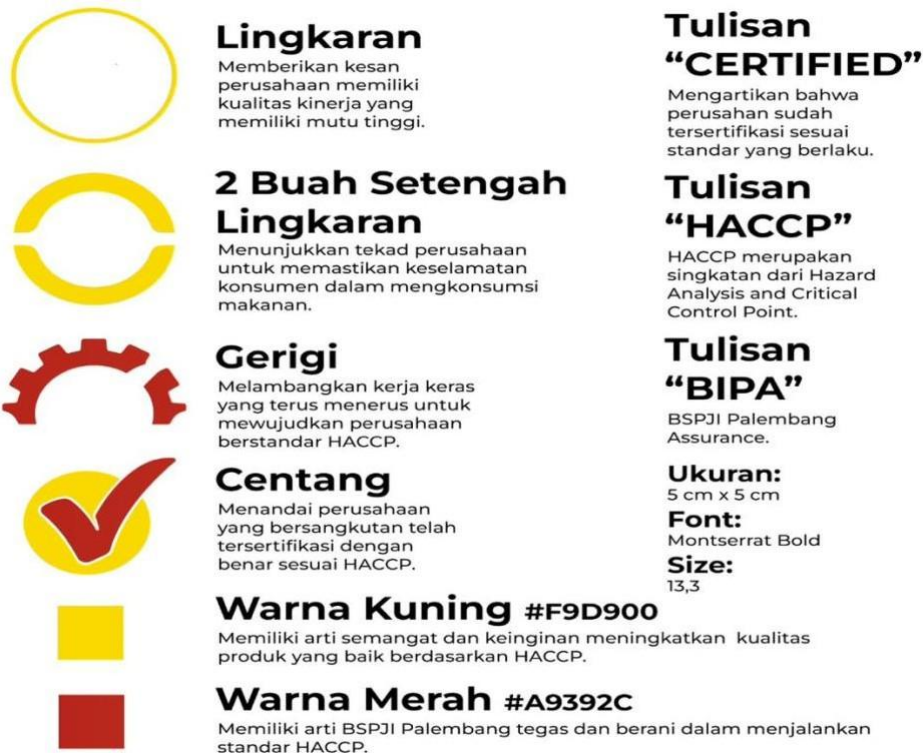 Lingkaran
Memberikan kesan
perusahaan memiliki
kualitas kinerja yang
memiliki mutu tinggi.
2 Buah Setengah
Lingkaran
Menunjukkan tekad perusahaan
untuk memastikan keselamatan
konsumen dalam mengkonsumsi
makanan.
Gerigi
Melambangkan kerja keras
yang terus menerus untuk
mewujudkan perusahaan
berstandar HACCP.
Centang
Menandai perusahaan
yang bersangkutan telah
tersertifikasi dengan
benar sesuai HACCP.
Tulisan
“CERTIFIED”
Mengartikan bahwa
perusahan sudah
tersertifikasi sesuai
standar yang berlaku.
Tulisan
“HACCP”
HACCP merupakan
singkatan dari Hazard
Analysis and Critical
Control Point.
Tulisan
“BIPA”
BSPJI Palembang
Assurance.
Ukuran:
5 cm x 5 cm
Font:
Montserrat Bold
Size:
13,3
Warna Kuning #F9D900
Memiliki arti semangat dan keinginan meningkatkan kualitas
produk yang baik berdasarkan HACCP.
Warna Merah #A9392C
Memiliki arti BSPJI Palembang tegas dan berani dalam menjalankan
standar HACCP.